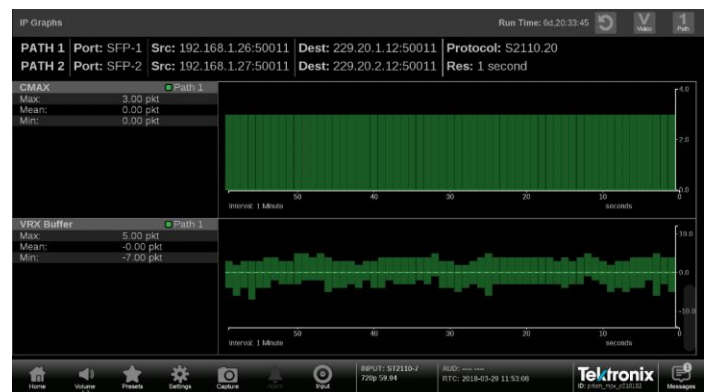 IP Graphs Run Time: 6d,20:33:45 V Video 1 Path
PATH 1 Port: SFP-1 Src: 192.168.1.26:50011 Dest: 229.20.1.12:50011 Protocol: S2110.20
PATH 2 Port: SFP-2 Src: 192.168.1.27:50011 Dest: 229.20.2.12:50011 Res: 1 second
CMAX Path 1
Max: 3.00 pkt
Mean: 0.00 pkt
Min: 0.00 pkt
4.0
2.0
0.0
50 40 30 20 10 0
Interval: 1 Minute seconds
VRX Buffer Path 1
Max: 5.00 pkt
Mean: -0.00 pkt
Min: -7.00 pkt
10.0
0.0
-10.0
50 40 30 20 10 0
Interval: 1 Minute seconds
Home Volume Presets Settings Capture Alarm Input
INPUT: ST2110-7 AUD: ---- ----
720p 59.94 RTC: 2018-03-29 11:53:08
Tektronix
Messages